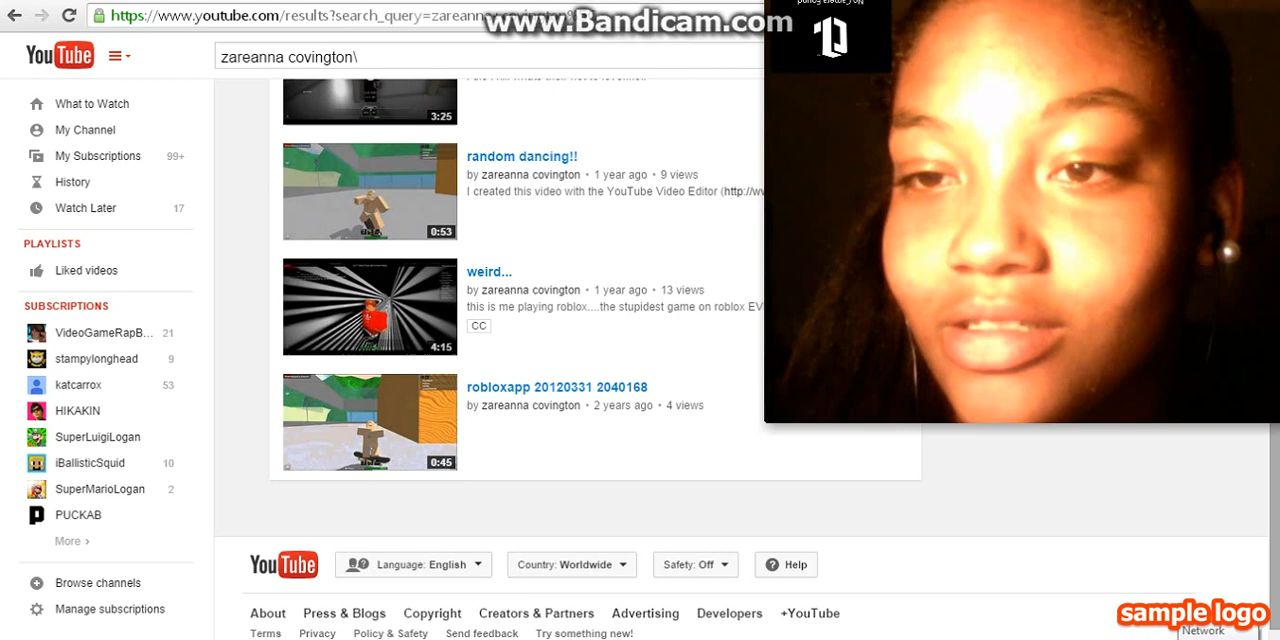 https://www.youtube.com/results?search_query=zareanna
www.Bandicam.com
YouTube
zareanna covington\
What to Watch
My Channel
My Subscriptions 99+
History
Watch Later 17
PLAYLISTS
Liked videos
SUBSCRIPTIONS
VideoGameRapB... 21
stampylonghead 9
katcarrox 53
HIKAKIN
SuperLuigiLogan
iBallisticSquid 10
SuperMarioLogan 2
PUCKAB
More ›
Browse channels
Manage subscriptions
3:25
random dancing!!
by zareanna covington • 1 year ago • 9 views
I created this video with the YouTube Video Editor (http://ww
0:53
weird...
by zareanna covington • 1 year ago • 13 views
this is me playing roblox....the stupidest game on roblox EV
CC
4:15
robloxapp 20120331 2040168
by zareanna covington • 2 years ago • 4 views
0:45
No Camera Found
YouTube
Language: English
Country: Worldwide
Safety: Off
Help
About Press & Blogs Copyright Creators & Partners Advertising Developers +YouTube
Terms Privacy Policy & Safety Send feedback Try something new!
sample logo
Network